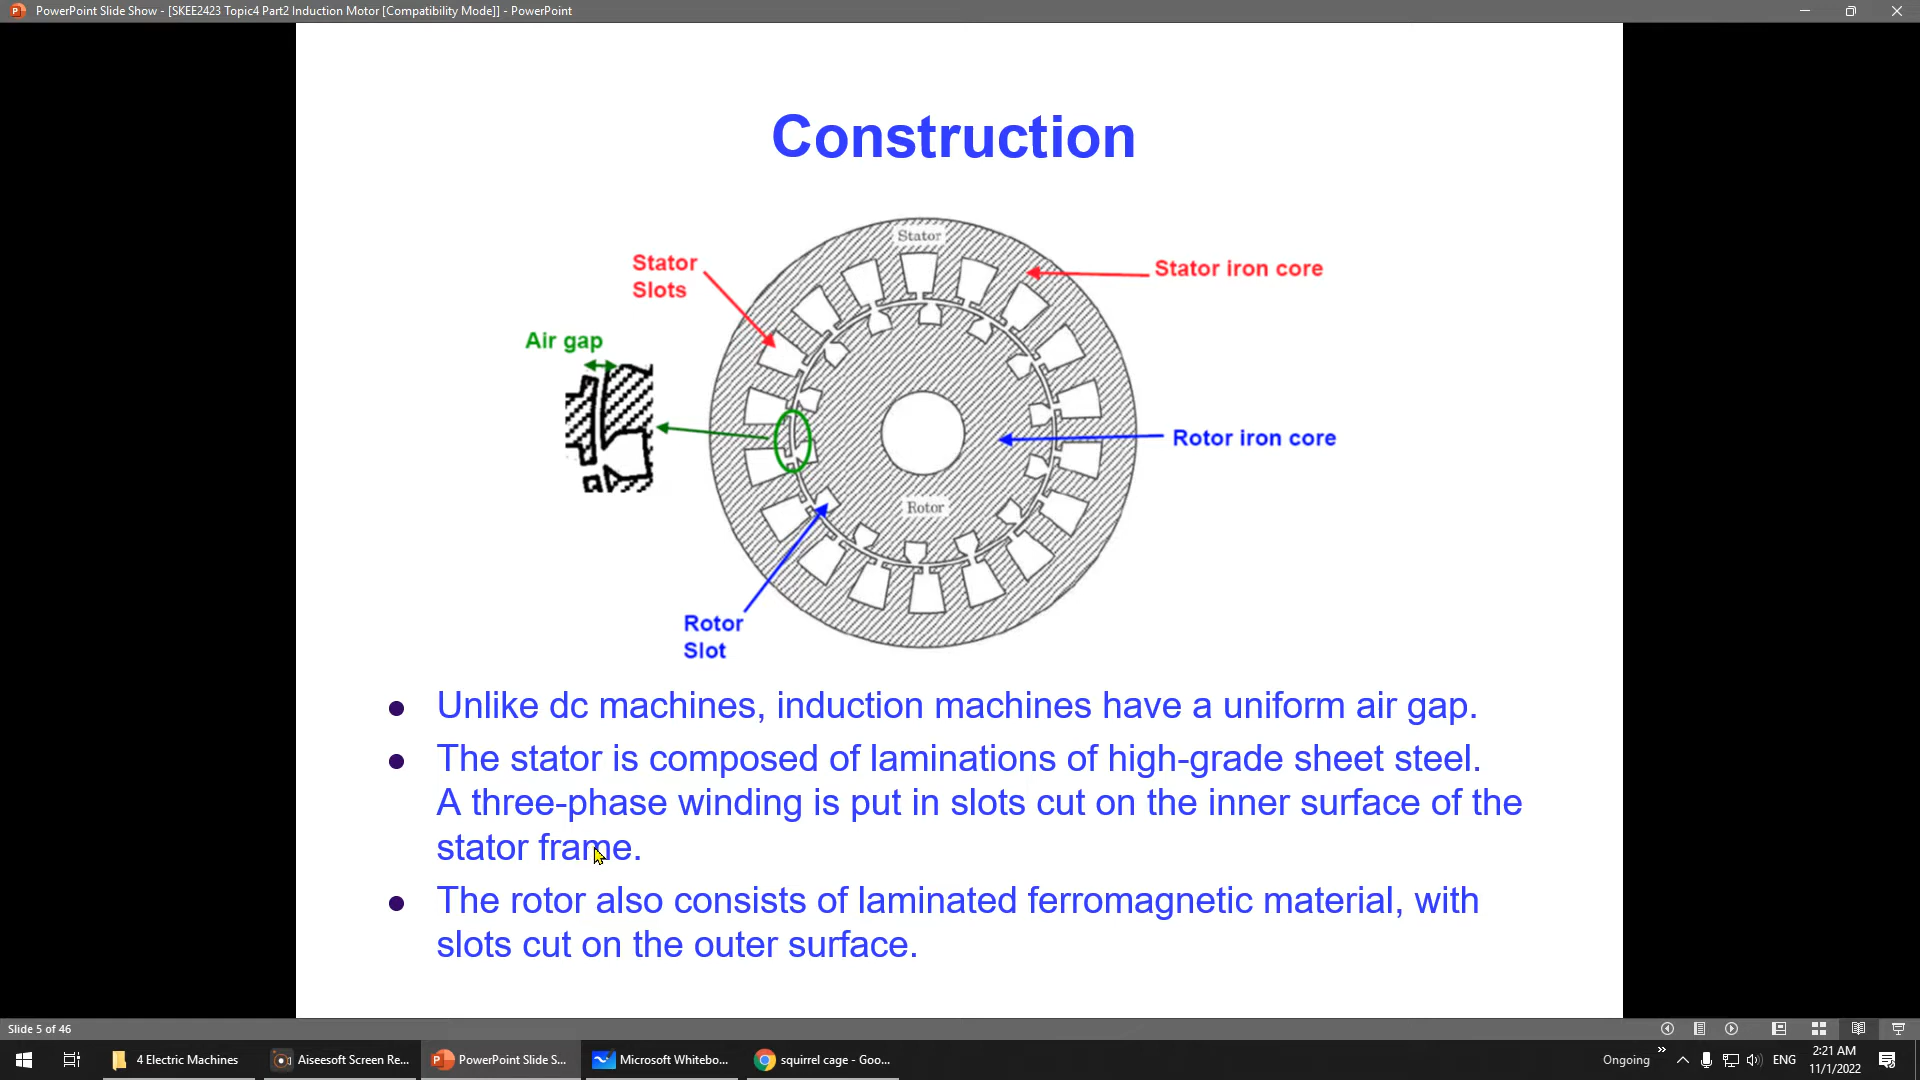 PowerPoint Slide Show - [SKEE2423 Topic4 Part2 Induction Motor [Compatibility Mode]] - PowerPoint
Construction
Stator
Stator
Slots
Stator iron core
Air gap
Rotor iron core
Rotor
Rotor
Slot
Unlike dc machines, induction machines have a uniform air gap.
The stator is composed of laminations of high-grade sheet steel.
A three-phase winding is put in slots cut on the inner surface of the
stator frame.
The rotor also consists of laminated ferromagnetic material, with
slots cut on the outer surface.
Slide 5 of 46
4 Electric Machines
Aiseesoft Screen Re...
PowerPoint Slide S...
Microsoft Whitebo...
squirrel cage - Goo...
Ongoing
ENG
2:21 AM
11/1/2022